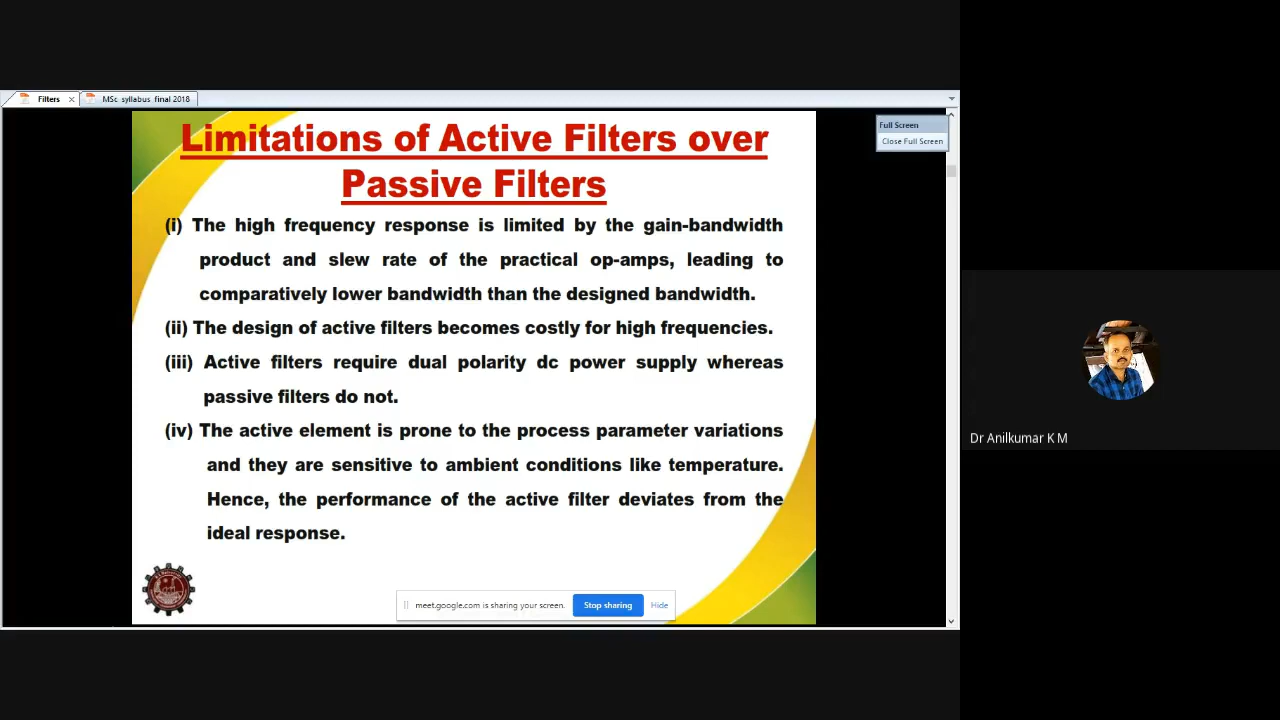 Filters
MSc syllabus final 2018
Full Screen
Close Full Screen
Limitations of Active Filters over
Passive Filters
(i) The high frequency response is limited by the gain-bandwidth
product and slew rate of the practical op-amps, leading to
comparatively lower bandwidth than the designed bandwidth.
(ii) The design of active filters becomes costly for high frequencies.
(iii) Active filters require dual polarity dc power supply whereas
passive filters do not.
(iv) The active element is prone to the process parameter variations
and they are sensitive to ambient conditions like temperature.
Hence, the performance of the active filter deviates from the
ideal response.
meet.google.com is sharing your screen. Stop sharing Hide
Dr Anilkumar K M